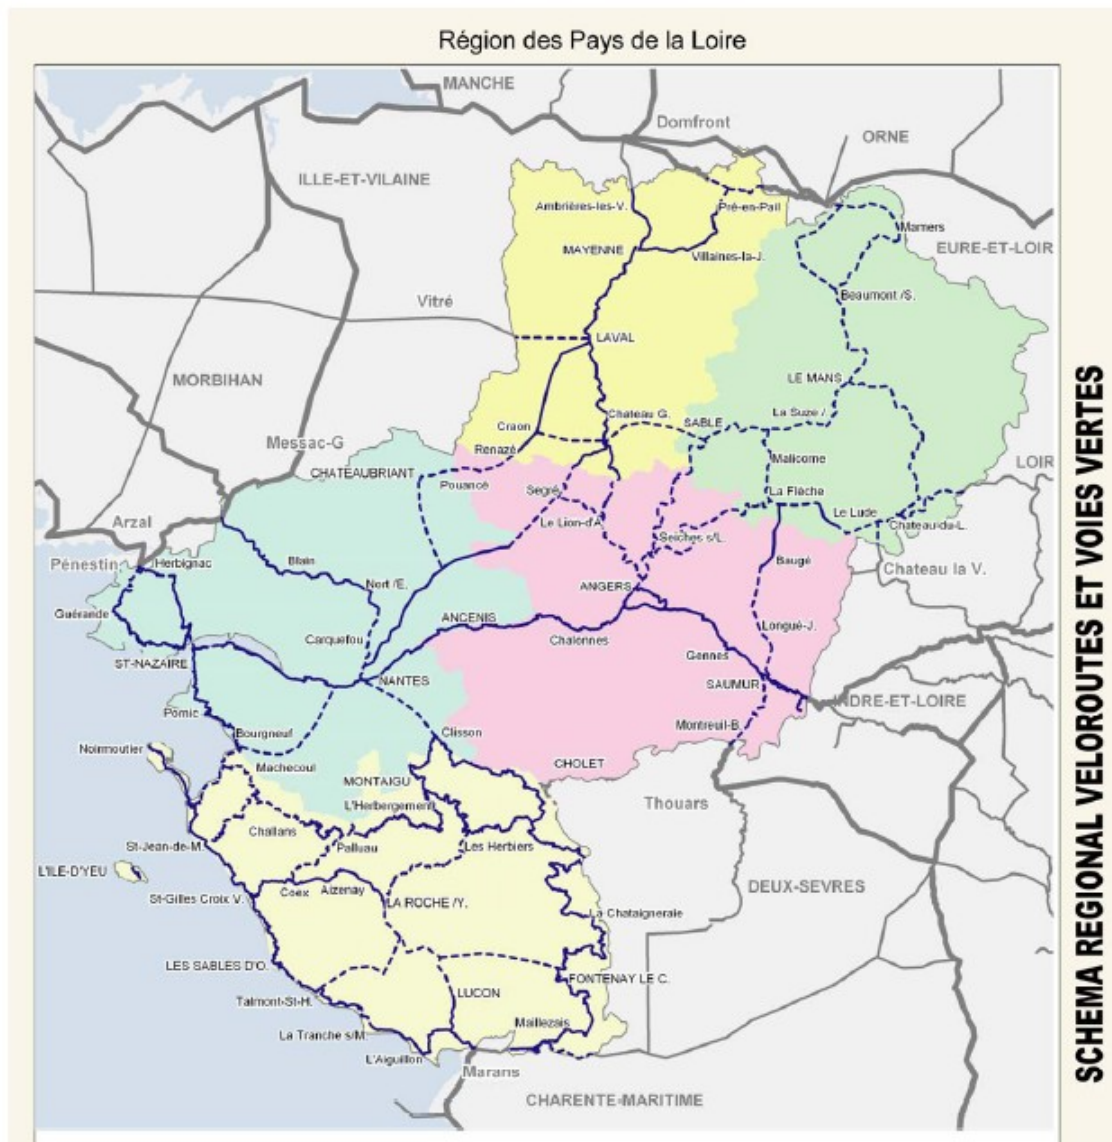 Région des Pays de la Loire
MANCHE
Domfront
ORNE
ILLE-ET-VILAINE
Ambrières-les-V.
Pré-en-Pail
Mamers
EURE-ET-LOIR
MAYENNE
Villaines-la-J.
Beaumont /S.
Vitré
LAVAL
MORBIHAN
LE MANS
Chateau G.
La Suze /.
SABLE
Craon
Messac-G
Renazé
Malicorne
LOIR
CHATEAUBRIANT
Pouancé
Segré
La Flèche
Arzal
Le Lion-d'A
Le Lude
Chateau-du-L.
Seiches s/L.
Pénestin
Herbignac
Blain
Baugé
Chateau la V.
Nort /E.
ANGERS
Guérande
ANCENIS
Carquefou
Chalonnes
Longué-J.
ST-NAZAIRE
Gennes
NANTES
SAUMUR
INDRE-ET-LOIRE
Pornic
Bourgneuf
Clisson
Montreuil-B.
Noirmoutier
Machecoul
CHOLET
MONTAIGU
L'Herbergement
Thouars
Challans
St-Jean-de-M.
Palluau
Les Herbiers
L'ILE-D'YEU
DEUX-SEVRES
Coex
Aizenay
St-Gilles Croix V.
LA ROCHE /Y.
La Chataigneraie
LES SABLES D'O.
FONTENAY LE C.
LUCON
Talmont-St-H.
Maillezais
La Tranche s/M.
L'Aiguillon
Marans
CHARENTE-MARITIME
SCHEMA REGIONAL VELOROUTES ET VOIES VERTES